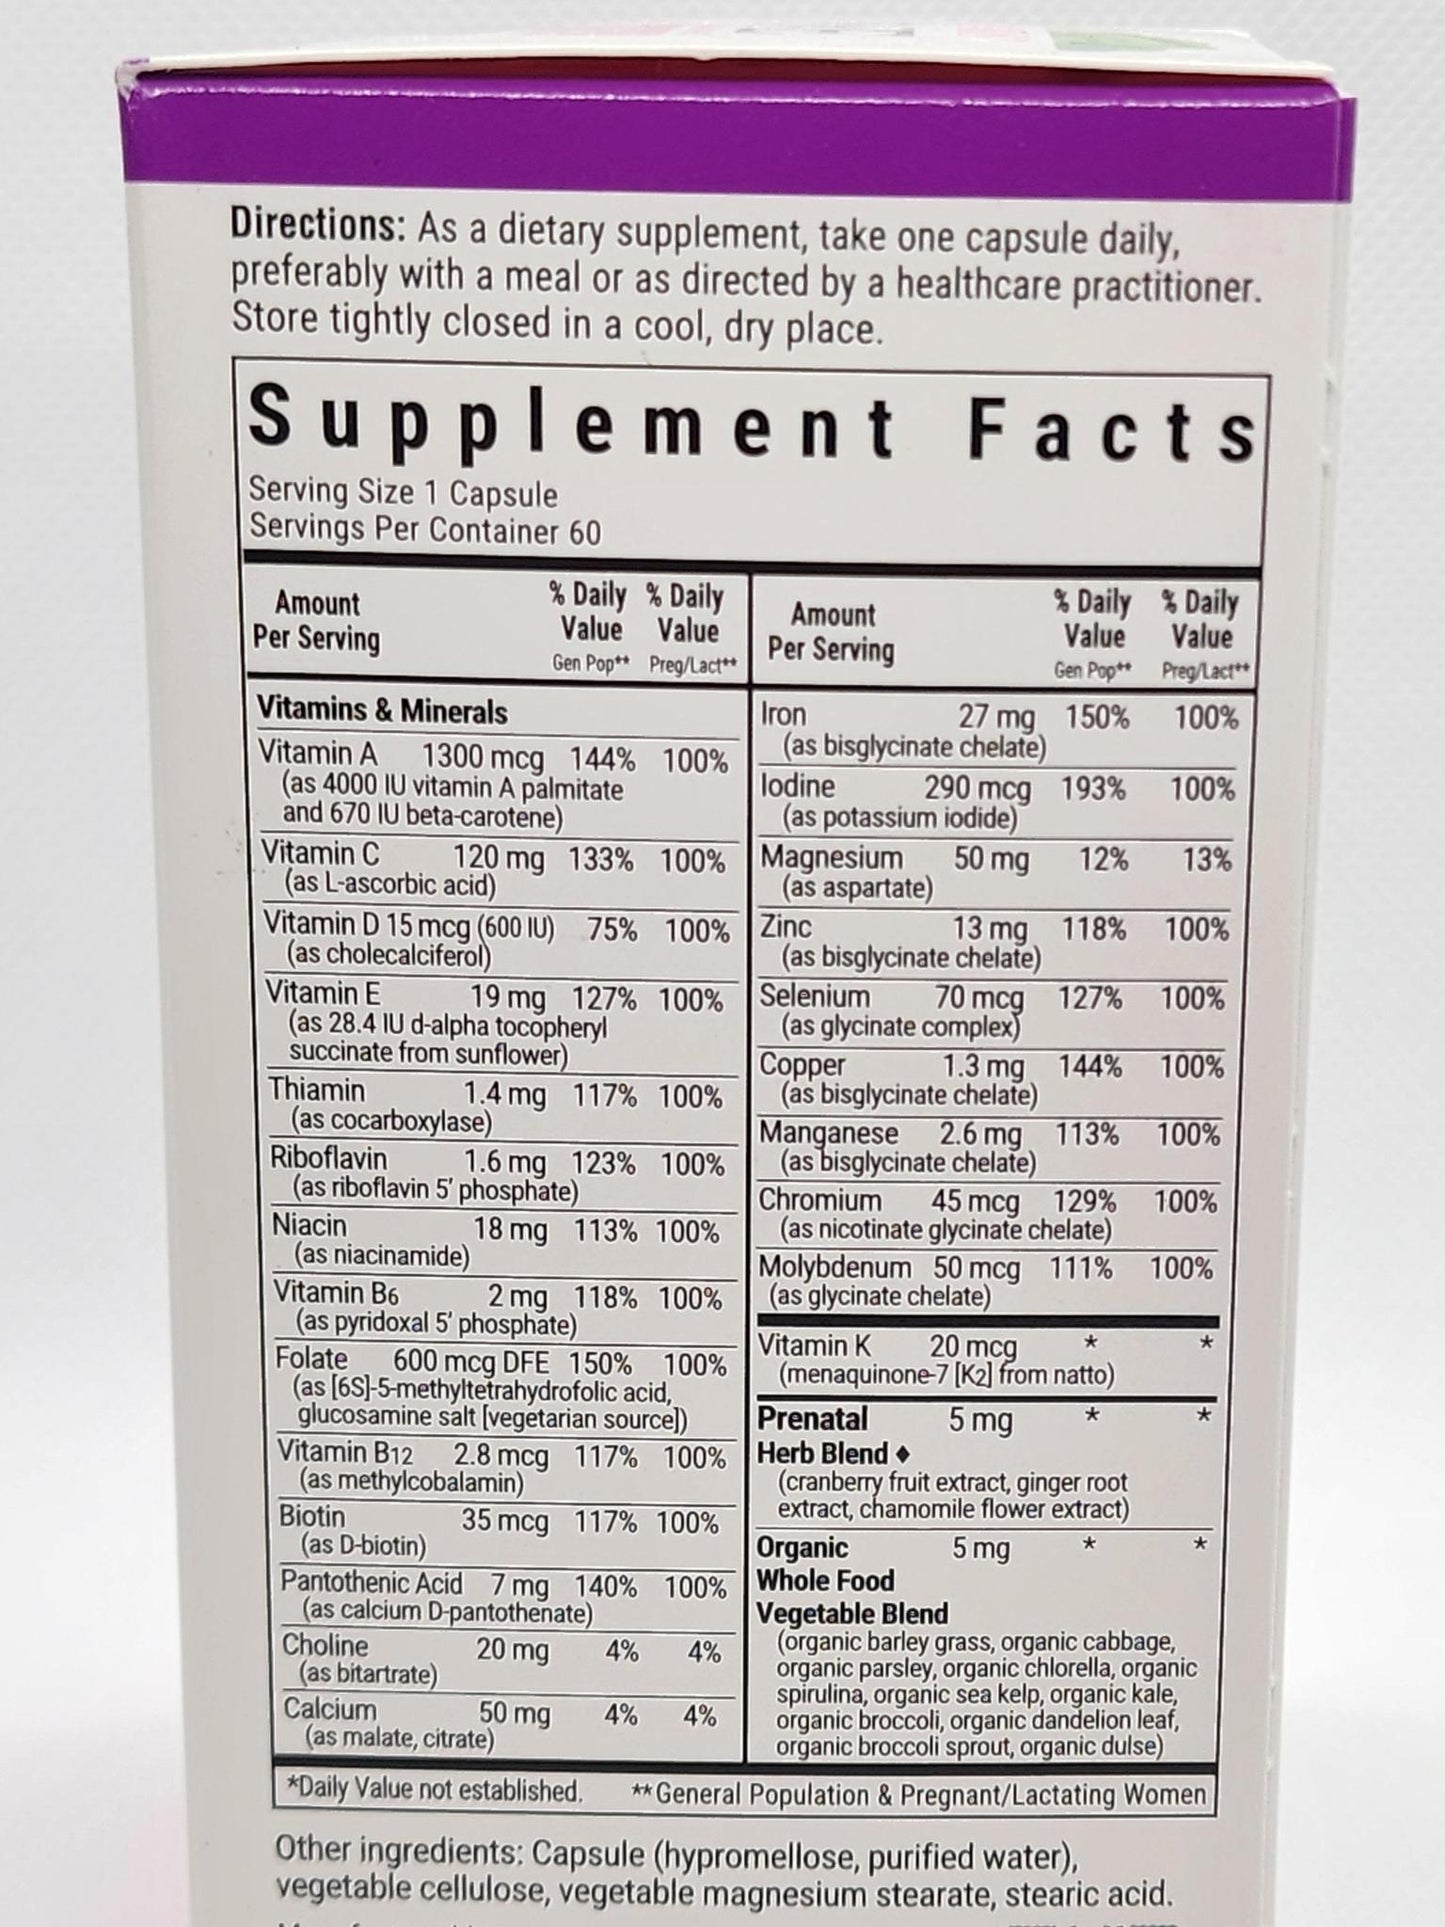 Directions: As a dietary supplement, take one capsule daily,
preferably with a meal or as directed by a healthcare practitioner.
Store tightly closed in a cool, dry place.
Supplement Facts
Serving Size 1 Capsule
Servings Per Container 60
Amount Per Serving % Daily Value Gen Pop** % Daily Value Preg/Lact**
Vitamins & Minerals
Vitamin A 1300 mcg 144% 100%
(as 4000 IU vitamin A palmitate
and 670 IU beta-carotene)
Vitamin C 120 mg 133% 100%
(as L-ascorbic acid)
Vitamin D 15 mcg (600 IU) 75% 100%
(as cholecalciferol)
Vitamin E 19 mg 127% 100%
(as 28.4 IU d-alpha tocopheryl
succinate from sunflower)
Thiamin 1.4 mg 117% 100%
(as cocarboxylase)
Riboflavin 1.6 mg 123% 100%
(as riboflavin 5' phosphate)
Niacin 18 mg 113% 100%
(as niacinamide)
Vitamin B6 2 mg 118% 100%
(as pyridoxal 5' phosphate)
Folate 600 mcg DFE 150% 100%
(as [6S]-5-methyltetrahydrofolic acid,
glucosamine salt [vegetarian source])
Vitamin B12 2.8 mcg 117% 100%
(as methylcobalamin)
Biotin 35 mcg 117% 100%
(as D-biotin)
Pantothenic Acid 7 mg 140% 100%
(as calcium D-pantothenate)
Choline 20 mg 4% 4%
(as bitartrate)
Calcium 50 mg 4% 4%
(as malate, citrate)
Amount Per Serving % Daily Value Gen Pop** % Daily Value Preg/Lact**
Iron 27 mg 150% 100%
(as bisglycinate chelate)
Iodine 290 mcg 193% 100%
(as potassium iodide)
Magnesium 50 mg 12% 13%
(as aspartate)
Zinc 13 mg 118% 100%
(as bisglycinate chelate)
Selenium 70 mcg 127% 100%
(as glycinate complex)
Copper 1.3 mg 144% 100%
(as bisglycinate chelate)
Manganese 2.6 mg 113% 100%
(as bisglycinate chelate)
Chromium 45 mcg 129% 100%
(as nicotinate glycinate chelate)
Molybdenum 50 mcg 111% 100%
(as glycinate chelate)
Vitamin K 20 mcg * *
(menaquinone-7 [K2] from natto)
Prenatal 5 mg * *
Herb Blend ♦
(cranberry fruit extract, ginger root
extract, chamomile flower extract)
Organic 5 mg * *
Whole Food
Vegetable Blend
(organic barley grass, organic cabbage,
organic parsley, organic chlorella, organic
spirulina, organic sea kelp, organic kale,
organic broccoli, organic dandelion leaf,
organic broccoli sprout, organic dulse)
*Daily Value not established. **General Population & Pregnant/Lactating Women
Other ingredients: Capsule (hypromellose, purified water),
vegetable cellulose, vegetable magnesium stearate, stearic acid.